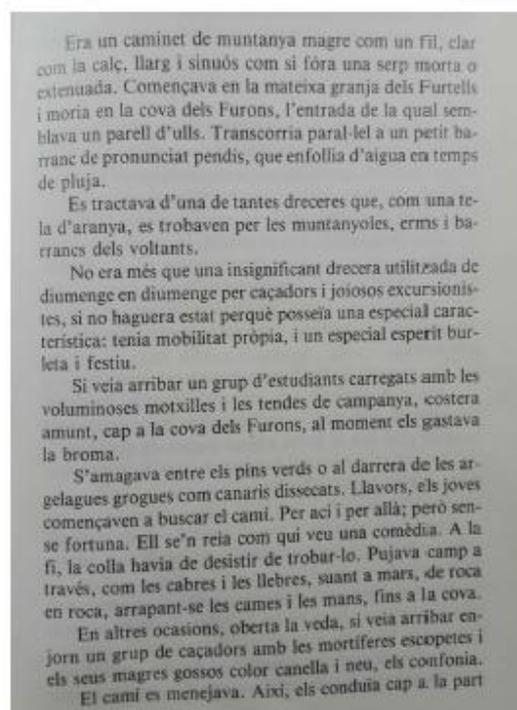 Era un caminet de muntanya magre com un fil, clar
com la calç, llarg i sinuós com si fóra una serp morta o
extenuada. Començava en la mateixa granja dels Furtells
i moria en la cova dels Furons, l'entrada de la qual sem-
blava un parell d'ulls. Transcorria paral·lel a un petit ba-
rranc de pronunciat pendis, que enfollia d'aigua en temps
de pluja.
Es tractava d'una de tantes dreceres que, com una te-
la d'aranya, es trobaven per les muntanyoles, erms i ba-
rrancs dels voltants.
No era més que una insignificant drecera utilitzada de
diumenge en diumenge per caçadors i joiosos excursionis-
tes, si no haguera estat perquè posseïa una especial carac-
terística: tenia mobilitat pròpia, i un especial esperit bur-
leta i festiu.
Si veia arribar un grup d'estudiants carregats amb les
voluminoses motxilles i les tendes de campanya, costera
amunt, cap a la cova dels Furons, al moment els gastava
la broma.
S'amagava entre els pins verds o al darrera de les ar-
gelagues grogues com canaris dissecats. Llavors, els joves
començaven a buscar el camí. Per ací i per allà; però sen-
se fortuna. Ell se'n reia com qui veu una comèdia. A la
fi, la colla havia de desistir de trobar-lo. Pujava camp a
través, com les cabres i les llebres, suant a mars, de roca
en roca, arrapant-se les cames i les mans, fins a la cova.
En altres ocasions, oberta la veda, si veia arribar en-
jorn un grup de caçadors amb les mortíferes escopetes i
els seus magres gossos color canella i neu, els confonia.
El camí es menejava. Així, els conduïa cap a la part